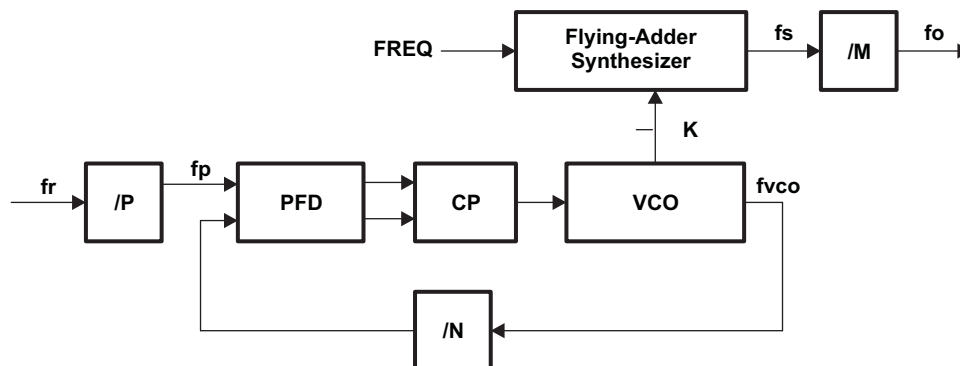 FREQ
Flying-Adder
Synthesizer
fs
/M
fo
K
fr
/P
fp
PFD
CP
VCO
fvco
/N